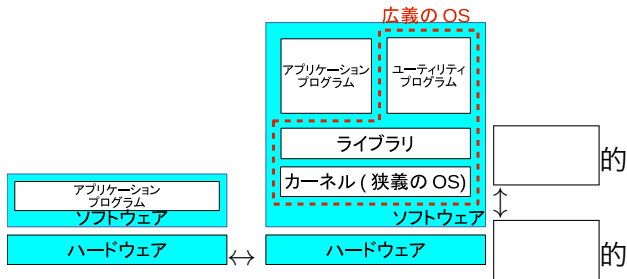 広義の OS
アプリケーション
プログラム
ユーティリティ
プログラム
ライブラリ
カーネル ( 狭義の OS)
ソフトウェア
ハードウェア
アプリケーション
プログラム
ソフトウェア
ハードウェア
的
的